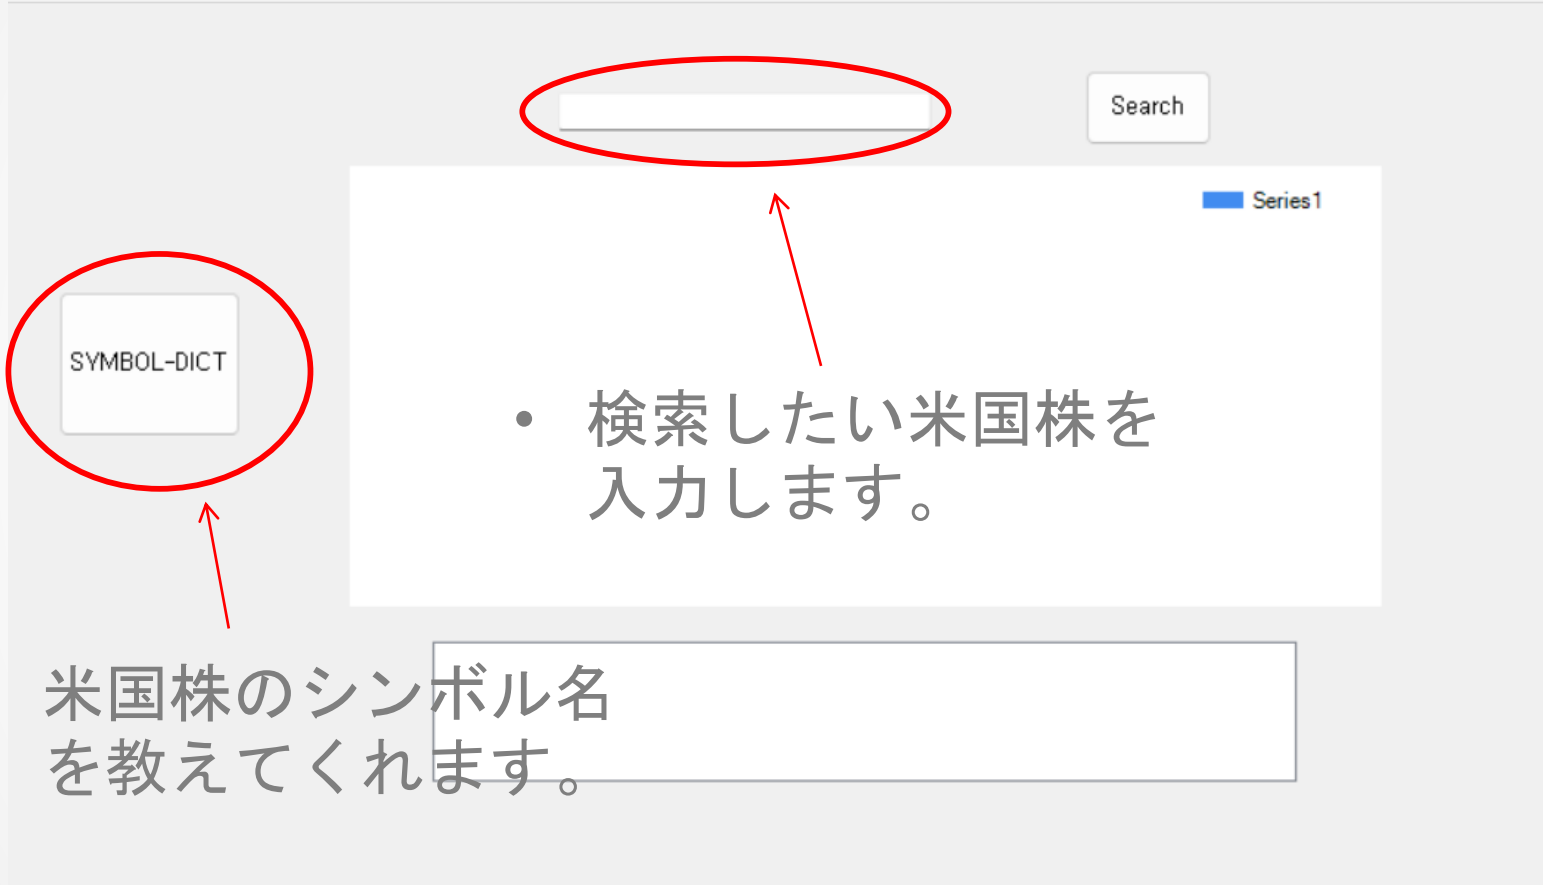 Search
Series1
SYMBOL-DICT
• 検索したい米国株を
入力します。
米国株のシンボル名
を教えてくれます。